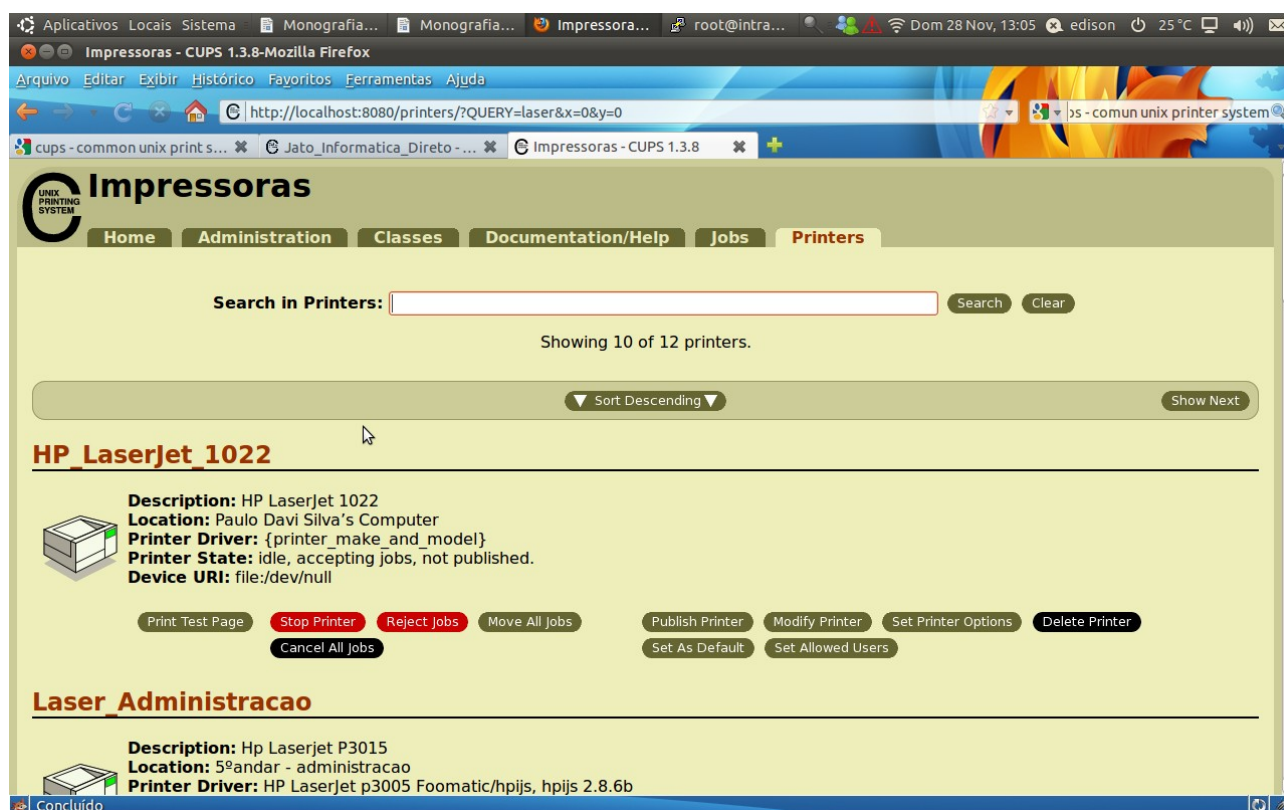 Aplicativos Locais Sistema Monografia... Monografia... Impressora... root@intra... Dom 28 Nov, 13:05 edison 25 °C
Impressoras - CUPS 1.3.8-Mozilla Firefox
Arquivo Editar Exibir Histórico Favoritos Ferramentas Ajuda
http://localhost:8080/printers/?QUERY=laser&x=0&y=0 - comun unix printer system
cups - common unix print s... Jato_Informatica_Direto - ... Impressoras - CUPS 1.3.8
UNIX PRINTING SYSTEM
Impressoras
Home Administration Classes Documentation/Help Jobs Printers
Search in Printers: Search Clear
Showing 10 of 12 printers.
Sort Descending Show Next
HP_LaserJet_1022
Description: HP LaserJet 1022
Location: Paulo Davi Silva’s Computer
Printer Driver: {printer_make_and_model}
Printer State: idle, accepting jobs, not published.
Device URI: file:/dev/null
Print Test Page Stop Printer Reject Jobs Move All Jobs Publish Printer Modify Printer Set Printer Options Delete Printer
Cancel All Jobs Set As Default Set Allowed Users
Laser_Administracao
Description: Hp Laserjet P3015
Location: 5ºandar - administracao
Printer Driver: HP LaserJet p3005 Foomatic/hpijs, hpijs 2.8.6b
Concluído